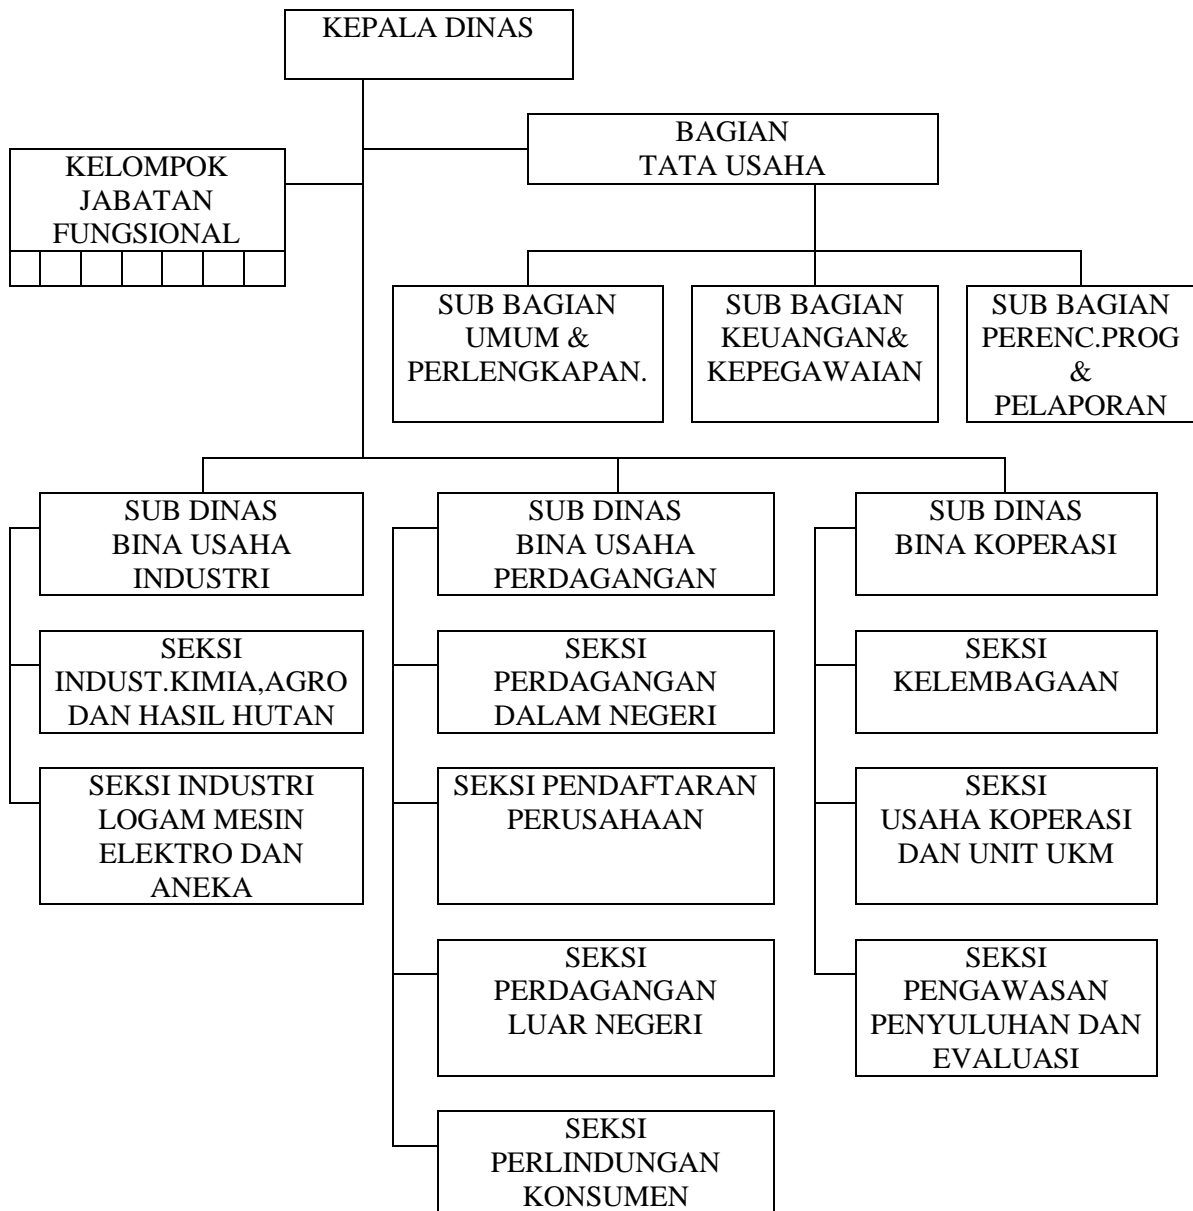 KEPALA DINAS
BAGIAN
TATA USAHA
KELOMPOK
JABATAN
FUNGSIONAL
SUB BAGIAN
UMUM &
PERLENGKAPAN.
SUB BAGIAN
KEUANGAN&
KEPEGAWAIAN
SUB BAGIAN
PERENC.PROG
&
PELAPORAN
SUB DINAS
BINA USAHA
INDUSTRI
SUB DINAS
BINA USAHA
PERDAGANGAN
SUB DINAS
BINA KOPERASI
SEKSI
INDUST.KIMIA,AGRO
DAN HASIL HUTAN
SEKSI
PERDAGANGAN
DALAM NEGERI
SEKSI
KELEMBAGAAN
SEKSI INDUSTRI
LOGAM MESIN
ELEKTRO DAN
ANEKA
SEKSI PENDAFTARAN
PERUSAHAAN
SEKSI
USAHA KOPERASI
DAN UNIT UKM
SEKSI
PERDAGANGAN
LUAR NEGERI
SEKSI
PENGAWASAN
PENYULUHAN DAN
EVALUASI
SEKSI
PERLINDUNGAN
KONSUMEN